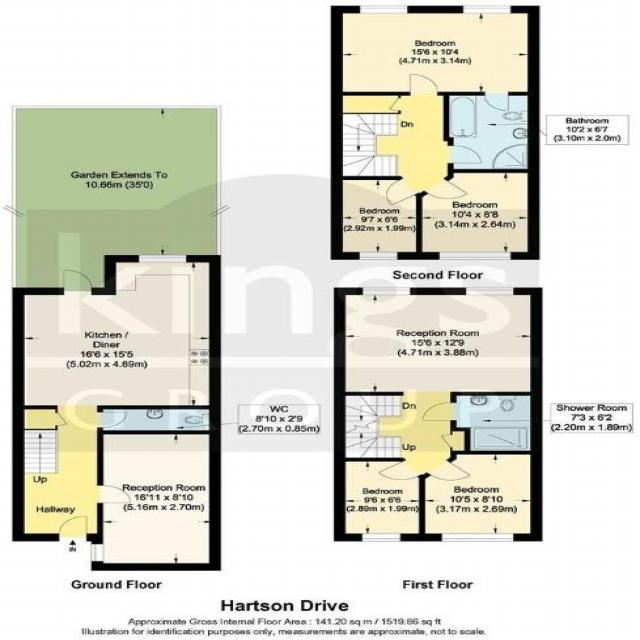 Bedroom
15'6 x 10'4
(4.71m x 3.14m)
Dn
Bathroom
10'2 x 6'7
(3.10m x 2.0m)
Bedroom
9'7 x 6'6
(2.92m x 1.99m)
Bedroom
10'4 x 8'8
(3.14m x 2.64m)
Second Floor
Garden Extends To
10.66m (35'0)
Kitchen /
Diner
16'6 x 15'5
(5.02m x 4.69m)
WC
8'10 x 2'9
(2.70m x 0.85m)
Up
Hallway
Reception Room
16'11 x 8'10
(5.16m x 2.70m)
IN
Ground Floor
Reception Room
15'6 x 12'9
(4.71m x 3.88m)
Dn
Up
Shower Room
7'3 x 6'2
(2.20m x 1.89m)
Bedroom
9'6 x 6'6
(2.89m x 1.99m)
Bedroom
10'5 x 8'10
(3.17m x 2.69m)
First Floor
kings
GROUP
Hartson Drive
Approximate Gross Internal Floor Area : 141.20 sq m / 1519.86 sq ft
Illustration for identification purposes only, measurements are approximate, not to scale.